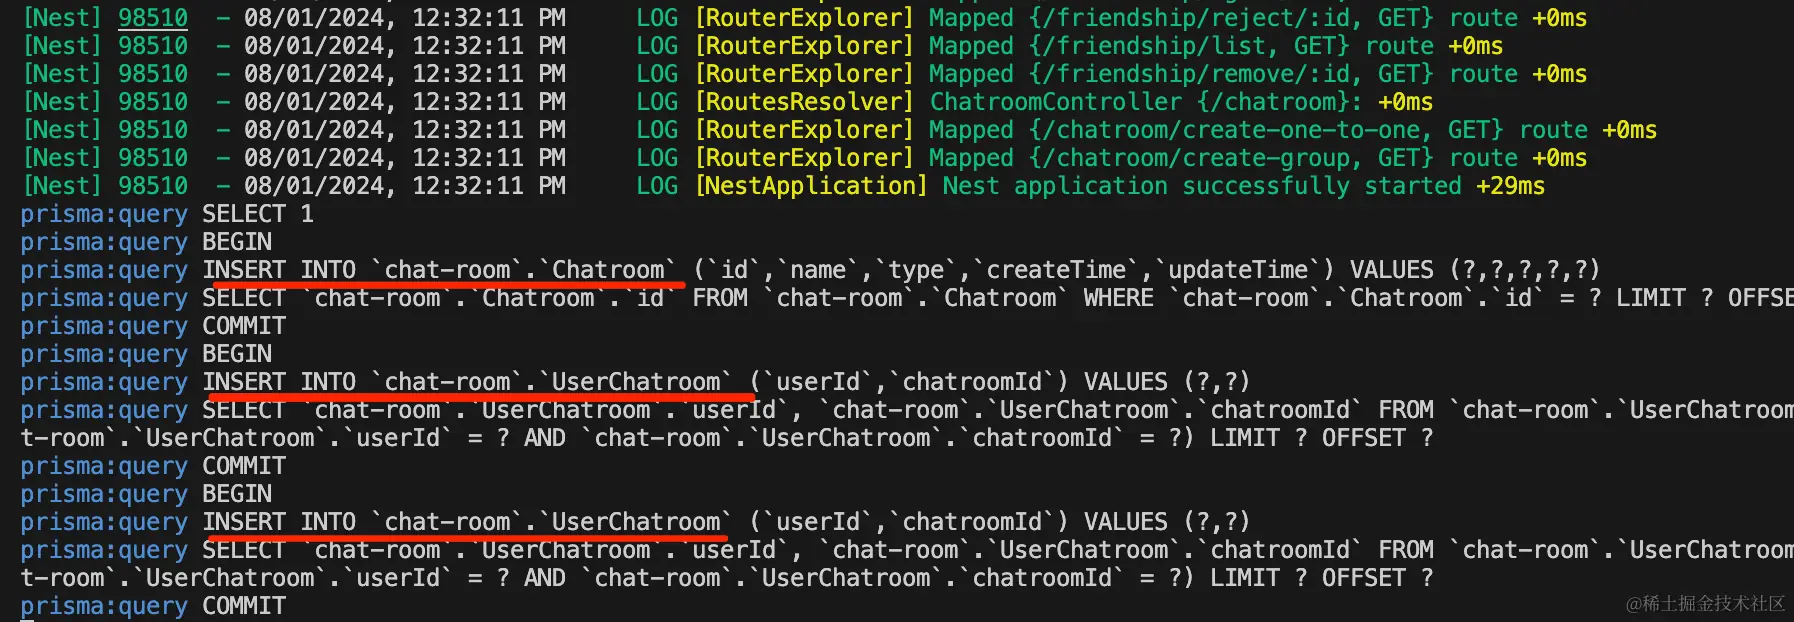 [Nest] 98510  - 08/01/2024, 12:32:11 PM     LOG [RouterExplorer] Mapped {/friendship/reject/:id, GET} route +0ms
[Nest] 98510  - 08/01/2024, 12:32:11 PM     LOG [RouterExplorer] Mapped {/friendship/list, GET} route +0ms
[Nest] 98510  - 08/01/2024, 12:32:11 PM     LOG [RouterExplorer] Mapped {/friendship/remove/:id, GET} route +0ms
[Nest] 98510  - 08/01/2024, 12:32:11 PM     LOG [RoutesResolver] ChatroomController {/chatroom}: +0ms
[Nest] 98510  - 08/01/2024, 12:32:11 PM     LOG [RouterExplorer] Mapped {/chatroom/create-one-to-one, GET} route +0ms
[Nest] 98510  - 08/01/2024, 12:32:11 PM     LOG [RouterExplorer] Mapped {/chatroom/create-group, GET} route +0ms
[Nest] 98510  - 08/01/2024, 12:32:11 PM     LOG [NestApplication] Nest application successfully started +29ms
prisma:query SELECT 1
prisma:query BEGIN
prisma:query INSERT INTO `chat-room`.`Chatroom` (`id`,`name`,`type`,`createTime`,`updateTime`) VALUES (?,?,?,?,?)
prisma:query SELECT `chat-room`.`Chatroom`.`id` FROM `chat-room`.`Chatroom` WHERE `chat-room`.`Chatroom`.`id` = ? LIMIT ? OFFSE
prisma:query COMMIT
prisma:query BEGIN
prisma:query INSERT INTO `chat-room`.`UserChatroom` (`userId`,`chatroomId`) VALUES (?,?)
prisma:query SELECT `chat-room`.`UserChatroom`.`userId`, `chat-room`.`UserChatroom`.`chatroomId` FROM `chat-room`.`UserChatroom
t-room`.`UserChatroom`.`userId` = ? AND `chat-room`.`UserChatroom`.`chatroomId` = ?) LIMIT ? OFFSET ?
prisma:query COMMIT
prisma:query BEGIN
prisma:query INSERT INTO `chat-room`.`UserChatroom` (`userId`,`chatroomId`) VALUES (?,?)
prisma:query SELECT `chat-room`.`UserChatroom`.`userId`, `chat-room`.`UserChatroom`.`chatroomId` FROM `chat-room`.`UserChatroom
t-room`.`UserChatroom`.`userId` = ? AND `chat-room`.`UserChatroom`.`chatroomId` = ?) LIMIT ? OFFSET ?
prisma:query COMMIT
@稀土掘金技术社区